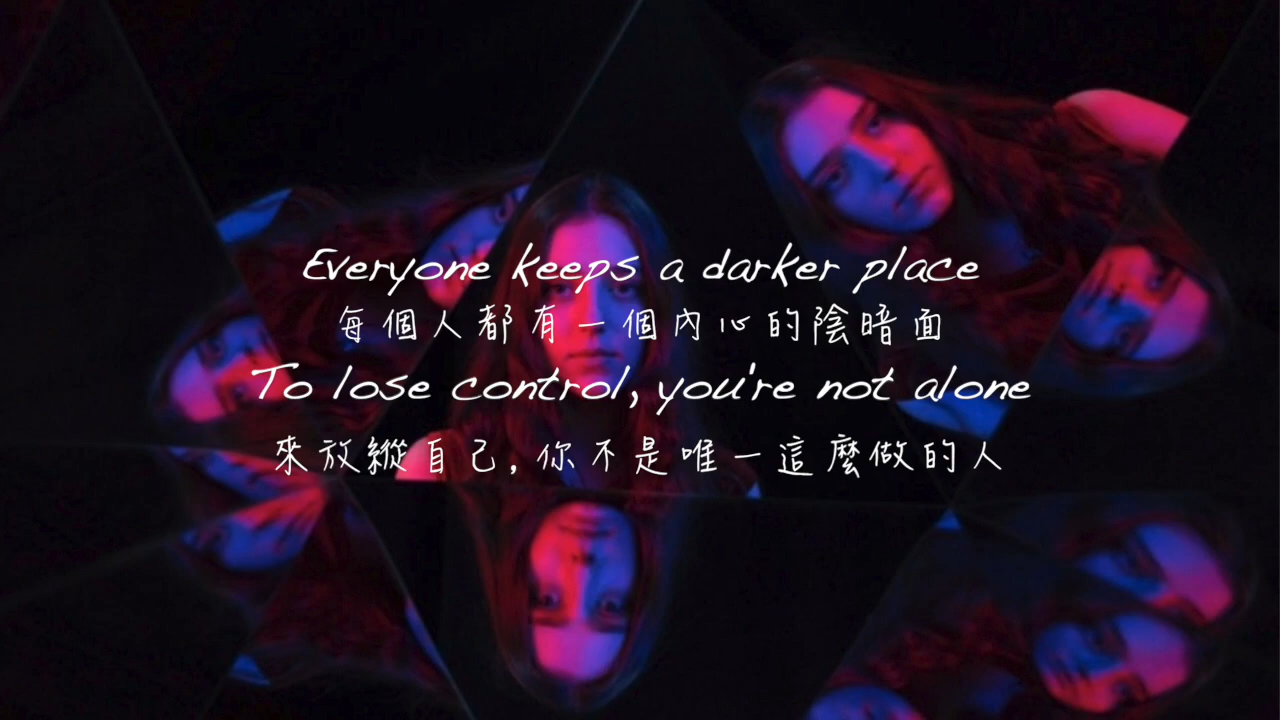 Everyone keeps a darker place
每個人都有一個內心的陰暗面
To lose control, you're not alone
來放縱自己,你不是唯一這麼做的人